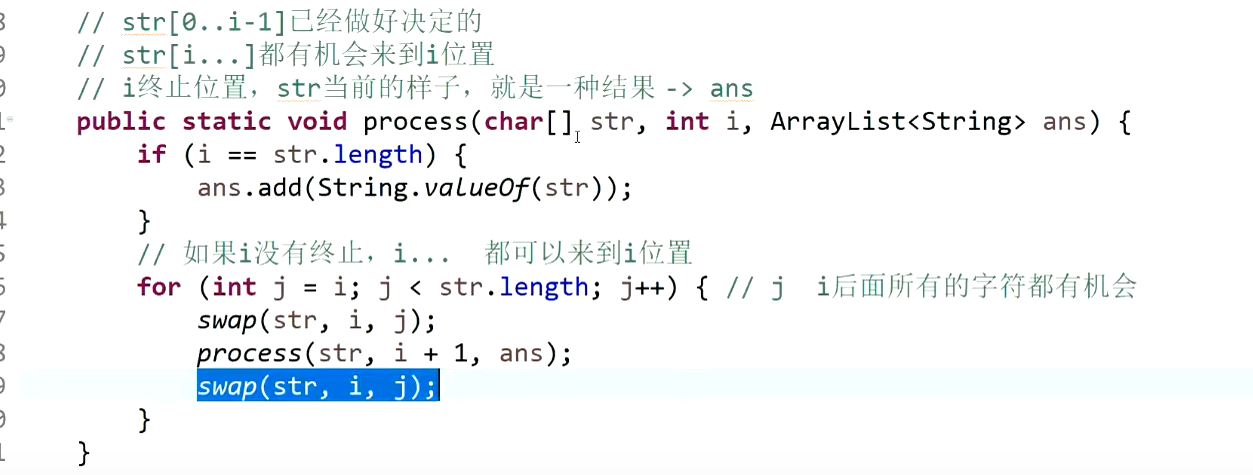 // str[0..i-1]已经做好决定的
// str[i...]都有机会来到i位置
// i终止位置，str当前的样子，就是一种结果 -> ans
public static void process(char[] str, int i, ArrayList<String> ans) {
if (i == str.length) {
ans.add(String.valueOf(str));
}
// 如果i没有终止，i... 都可以来到i位置
for (int j = i; j < str.length; j++) { // j i后面所有的字符都有机会
swap(str, i, j);
process(str, i + 1, ans);
swap(str, i, j);
}
}